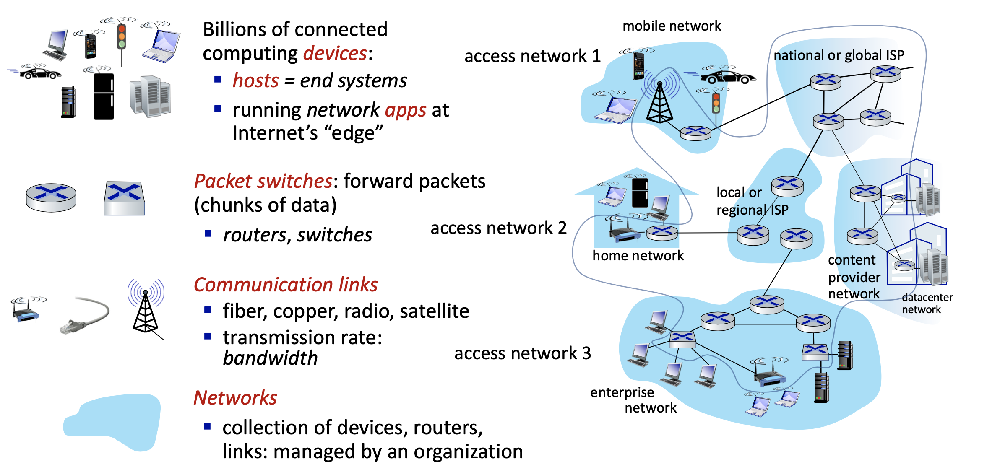 Billions of connected
computing devices:
▪ hosts = end systems
▪ running network apps at
Internet’s “edge”
Packet switches: forward packets
(chunks of data)
▪ routers, switches
Communication links
▪ fiber, copper, radio, satellite
▪ transmission rate:
bandwidth
Networks
▪ collection of devices, routers,
links: managed by an organization
mobile network
access network 1
national or global ISP
local or
regional ISP
access network 2
home network
content
provider
network
datacenter
network
access network 3
enterprise
network